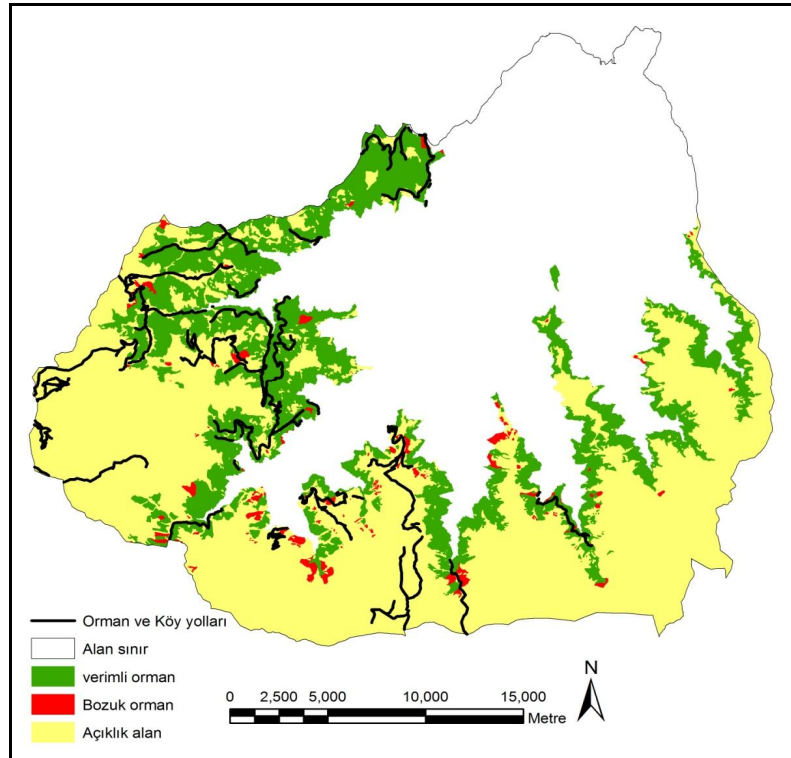 Orman ve Köy yolları
Alan sınır
verimli orman
Bozuk orman
Açıklık alan
N
0 2,500 5,000 10,000 15,000
Metre